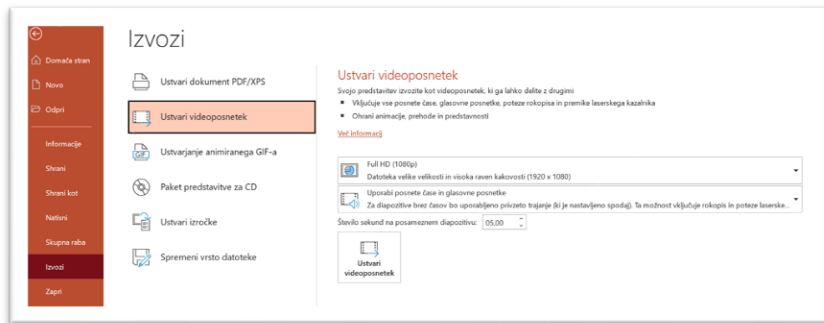 Izvozi
Domača stran
Novo
Odpri
Informacije
Shrani
Shrani kot
Natisni
Skupna raba
Izvozi
Zapri
Ustvari dokument PDF/XPS
Ustvari videoposnetek
Ustvarjanje animiranega GIF-a
Paket predstavitve za CD
Ustvari izročke
Spremeni vrsto datoteke
Ustvari videoposnetek
Svojo predstavitev izvozite kot videoposnetek, ki ga lahko delite z drugimi
Vključuje vse posnete čase, glasovne posnetke, poteze rokopisa in premike laserskega kazalnika
Ohrani animacije, prehode in predstavnosti
Več informacij
Full HD (1080p)
Datoteka velike velikosti in visoka raven kakovosti (1920 x 1080)
Uporabi posnete čase in glasovne posnetke
Za diapozitive brez časov bo uporabljeno privzeto trajanje (ki je nastavljeno spodaj). Ta možnost vključuje rokopis in poteze laserske...
Število sekund na posameznem diapozitivu: 05,00
Ustvari
videoposnetek